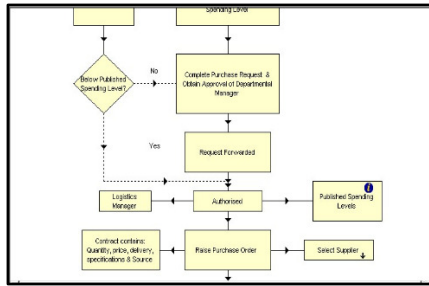 Spending Level
Below Published
Spending Level?
No
Complete Purchase Request &
Obtain Approval of Departmental
Manager
Yes
Request Forwarded
Logistics
Manager
Authorised
Published Spending
Levels
Contract contains:
Quantity, price, delivery,
specifications & Source
Raise Purchase Order
Select Supplier